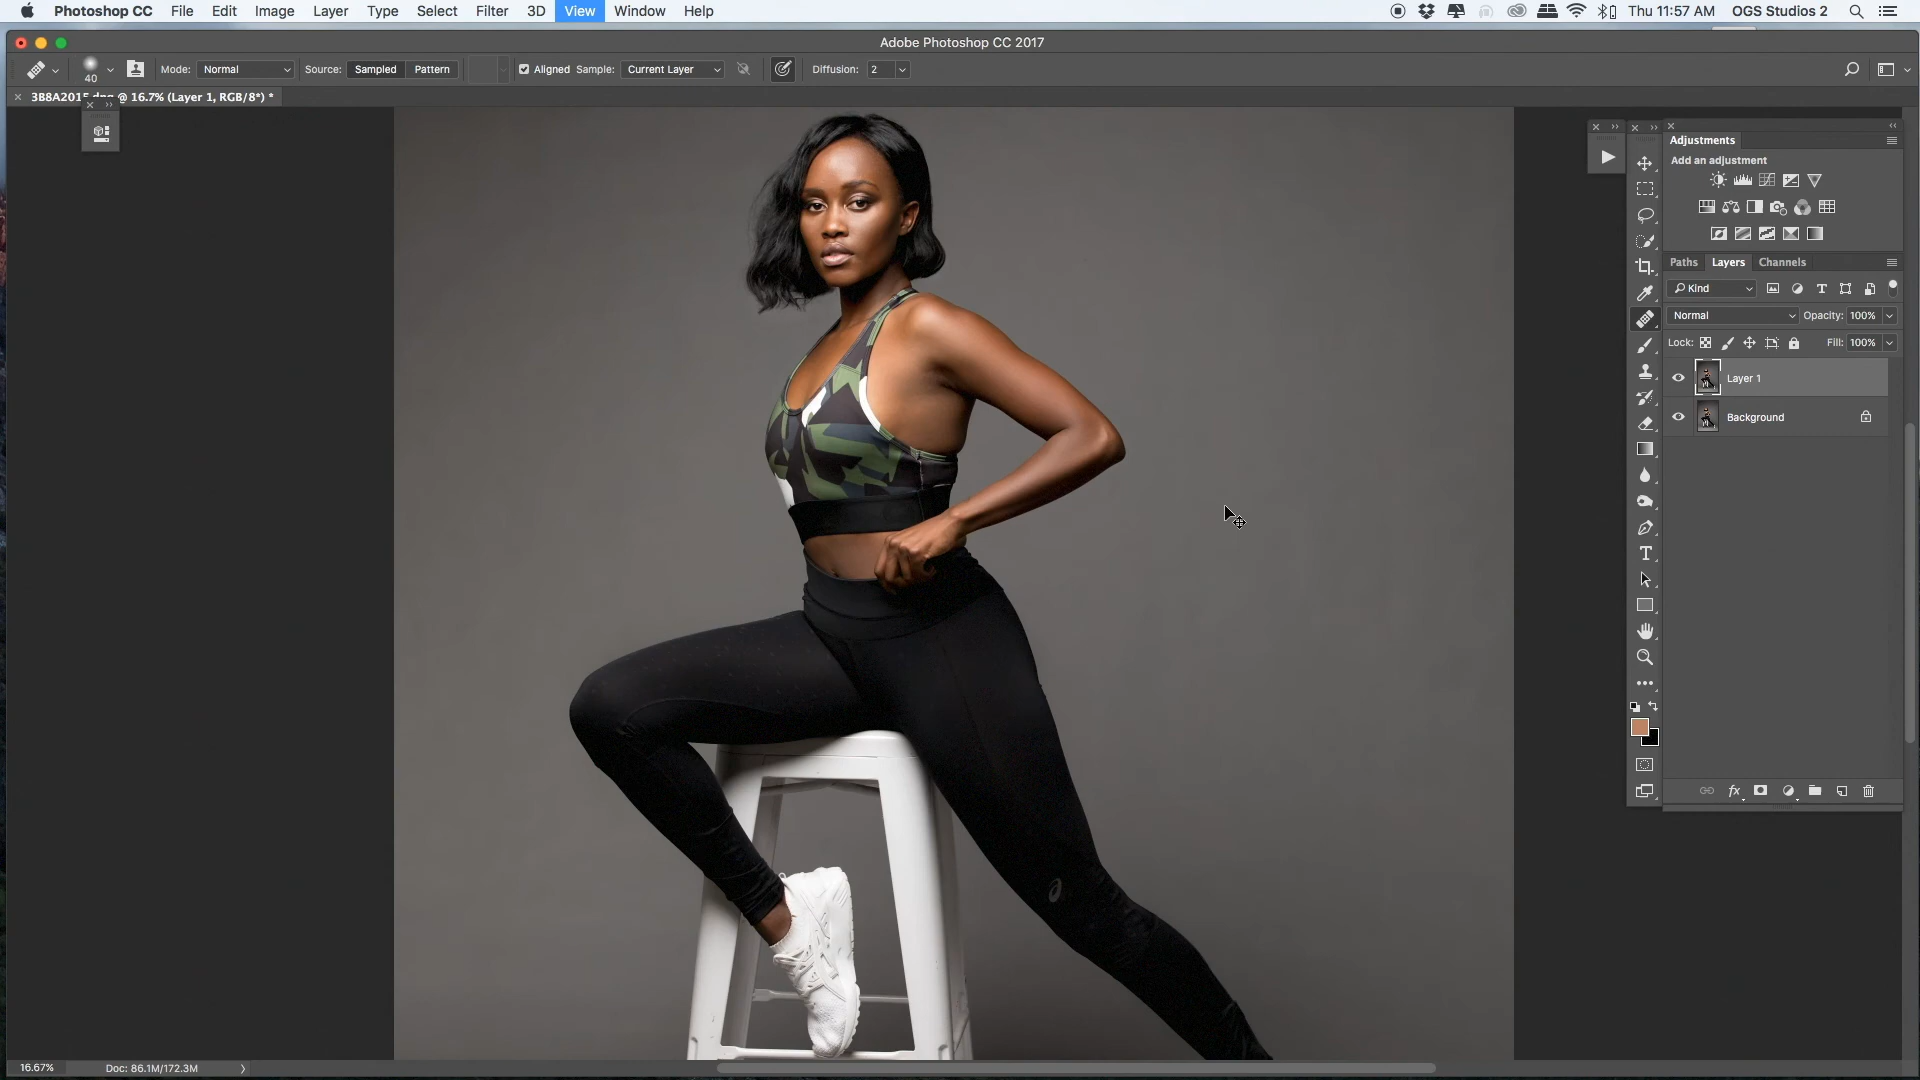 Photoshop CC File Edit Image Layer Type Select Filter 3D View Window Help Thu 11:57 AM OGS Studios 2
Adobe Photoshop CC 2017
40 Mode: Normal Source: Sampled Pattern Aligned Sample: Current Layer Diffusion: 2
3B8A2015.dng @ 16.7% (Layer 1, RGB/8*) *
Adjustments
Add an adjustment
Paths Layers Channels
Kind
Normal Opacity: 100%
Lock: Fill: 100%
Layer 1
Background
fx
16.67% Doc: 86.1M/172.3M